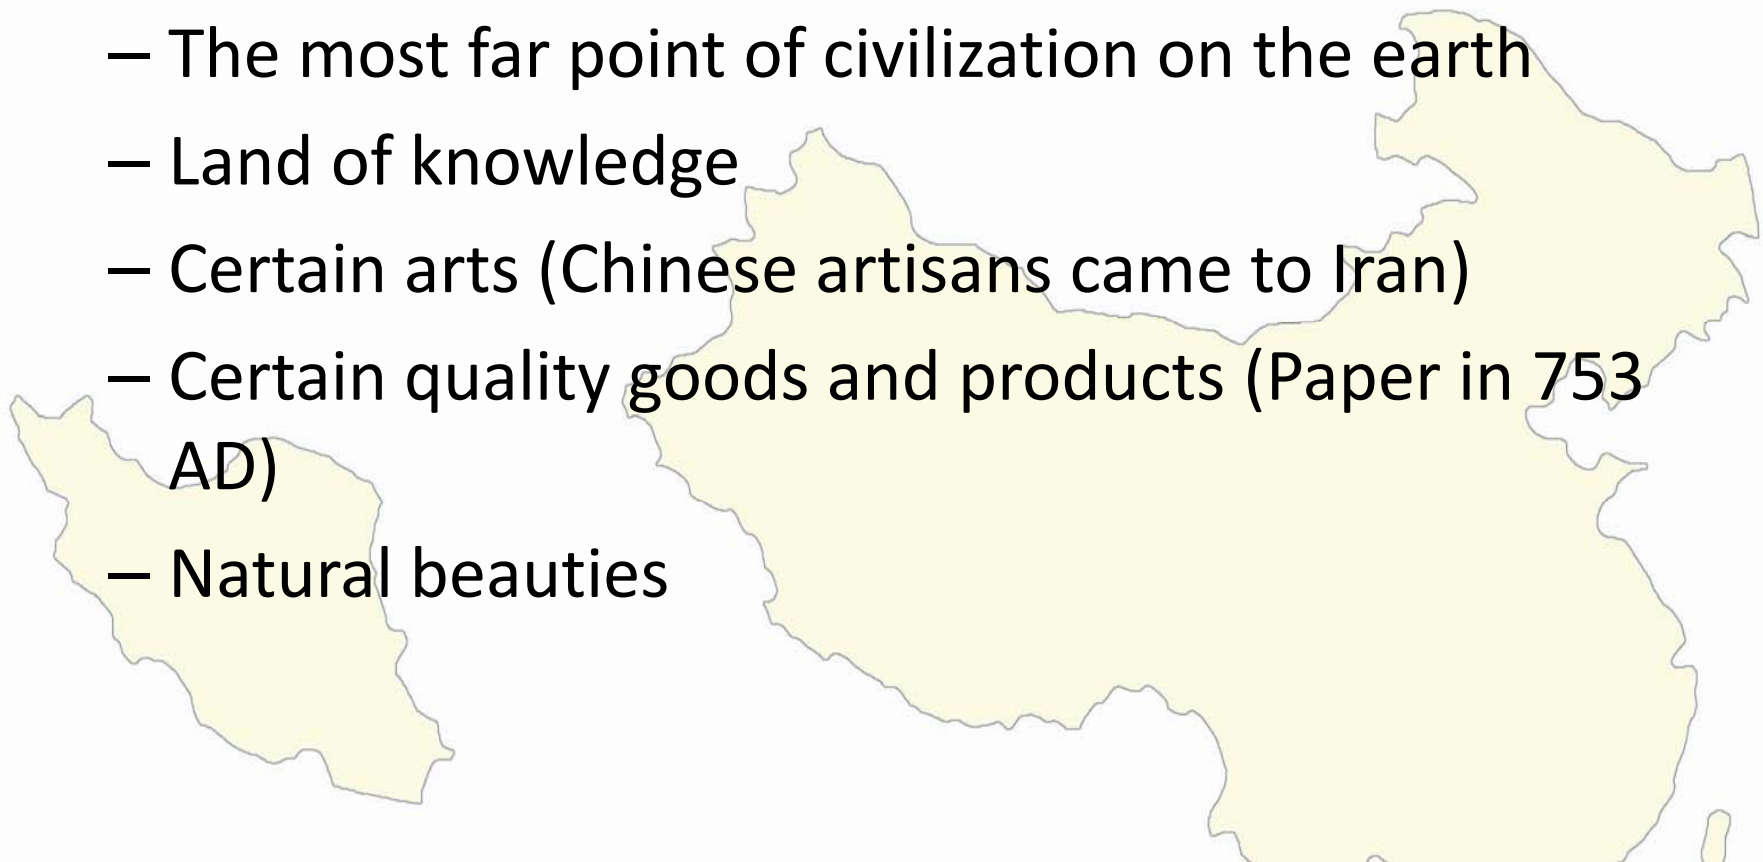 – The most far point of civilization on the earth
– Land of knowledge
– Certain arts (Chinese artisans came to Iran)
– Certain quality goods and products (Paper in 753
AD)
– Natural beauties